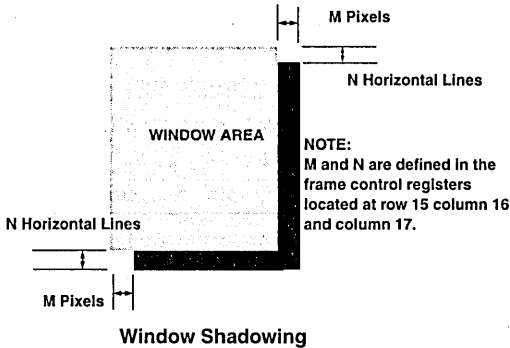 M Pixels
N Horizontal Lines
WINDOW AREA
NOTE:
M and N are defined in the
frame control registers
located at row 15 column 16
and column 17.
N Horizontal Lines
M Pixels
Window Shadowing